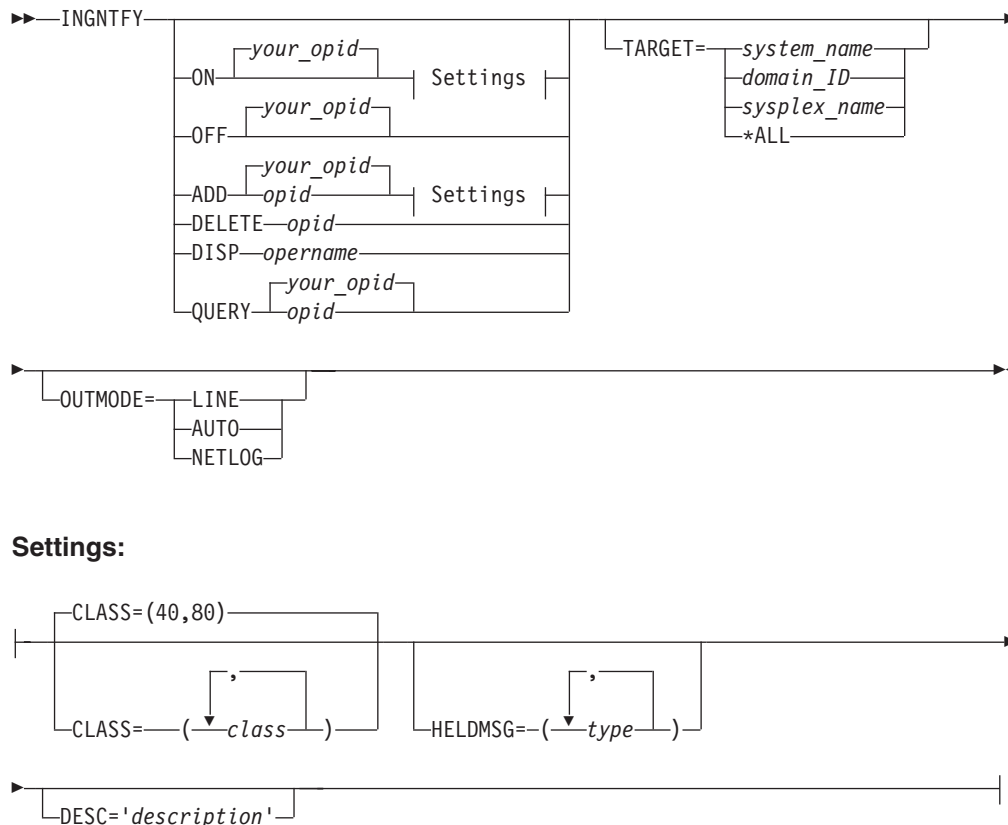 INGNTFY
your_opid
ON Settings
your_opid
OFF
your_opid
ADD opid Settings
DELETE opid
DISP opername
your_opid
QUERY opid
TARGET= system_name
domain_ID
sysplex_name
*ALL
OUTMODE= LINE
AUTO
NETLOG
Settings:
CLASS=(40,80)
,
CLASS= ( class )
,
HELDMSG= ( type )
DESC='description'